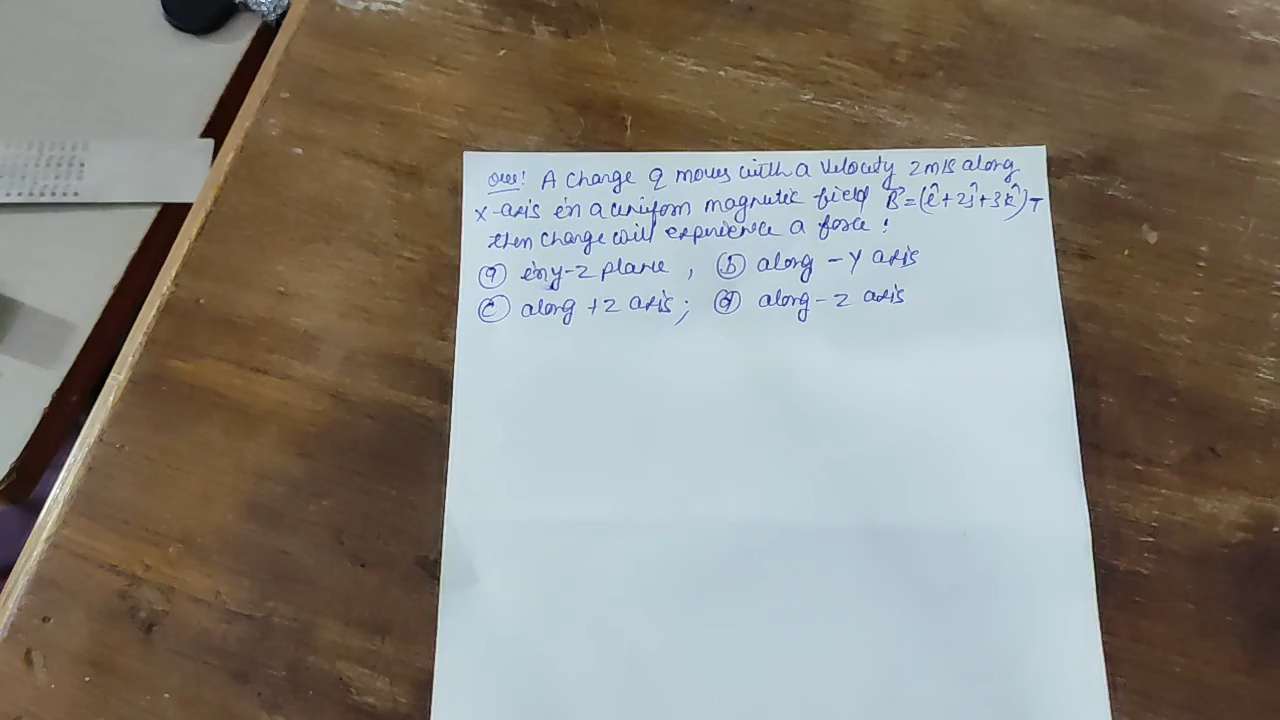 Ques! A charge q moves with a velocity 2m/s along
X-axis in a uniform magnetic field B⃗=(î+2ĵ+3k̂)T
then charge will experience a force!
ⓐ in y-z plane , ⓑ along -Y axis
ⓒ along +z axis; ⓓ along -z axis